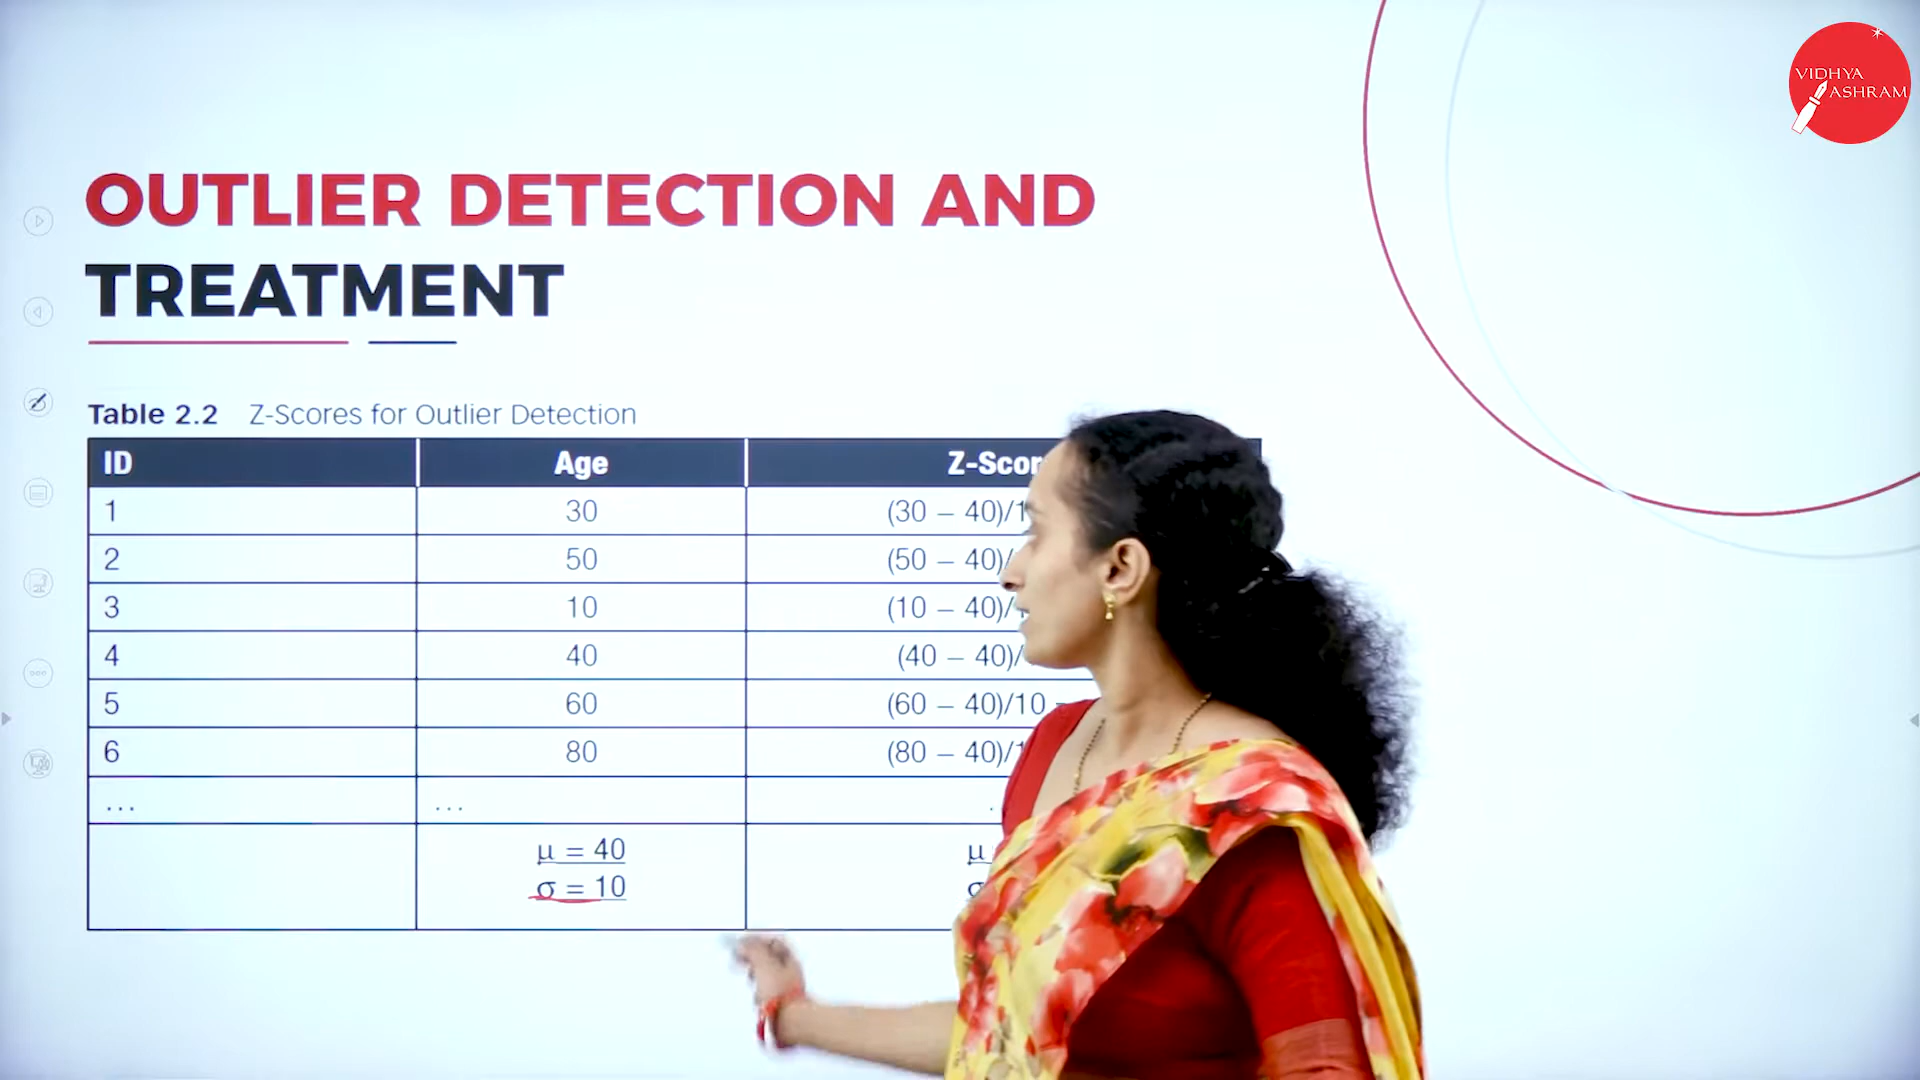 VIDHYA
ASHRAM
OUTLIER DETECTION AND
TREATMENT
Table 2.2 Z-Scores for Outlier Detection
ID Age
1 30 (30 – 40)/1
2 50 (50 – 40)/
3 10 (10 – 40)/
4 40 (40 – 40)/
5 60 (60 – 40)/10
6 80 (80 – 40)/1
... ...
μ = 40 μ
σ = 10 σ